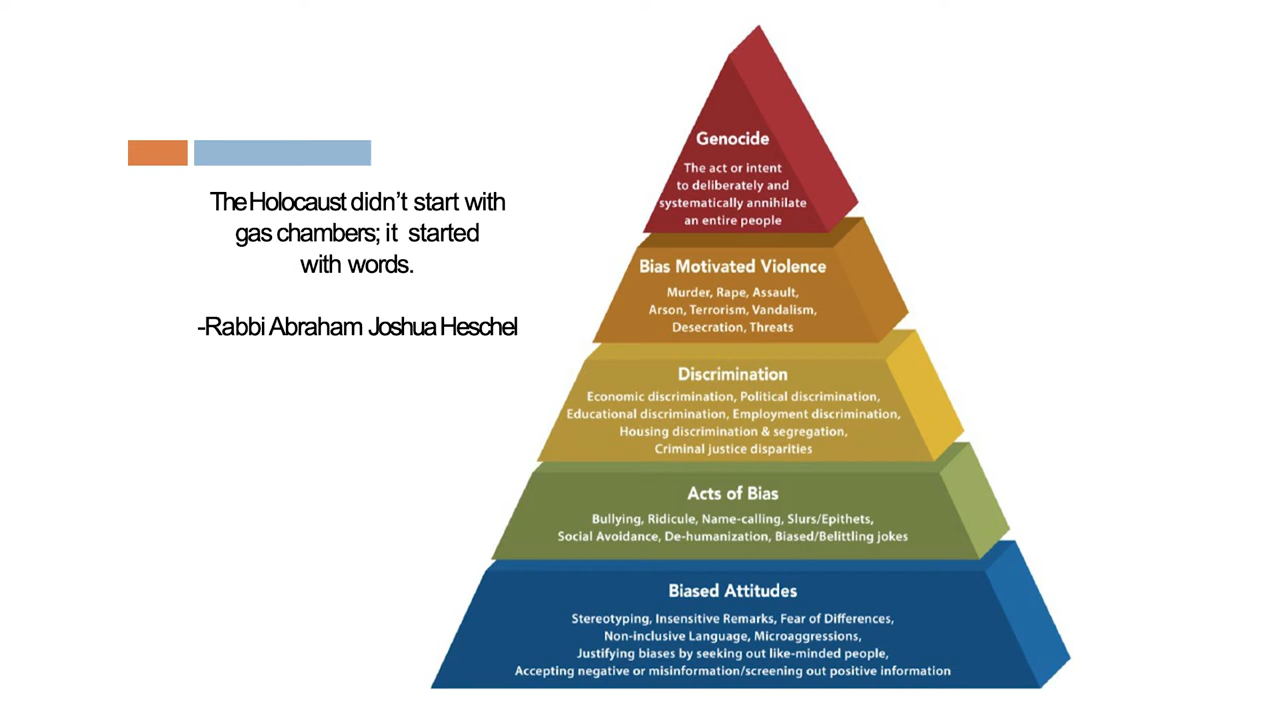 The Holocaust didn't start with
gas chambers; it started
with words.
-Rabbi Abraham Joshua Heschel
Genocide
The act or intent
to deliberately and
systematically annihilate
an entire people
Bias Motivated Violence
Murder, Rape, Assault,
Arson, Terrorism, Vandalism,
Desecration, Threats
Discrimination
Economic discrimination, Political discrimination,
Educational discrimination, Employment discrimination,
Housing discrimination & segregation,
Criminal justice disparities
Acts of Bias
Bullying, Ridicule, Name-calling, Slurs/Epithets,
Social Avoidance, De-humanization, Biased/Belittling jokes
Biased Attitudes
Stereotyping, Insensitive Remarks, Fear of Differences,
Non-inclusive Language, Microaggressions,
Justifying biases by seeking out like-minded people,
Accepting negative or misinformation/screening out positive information